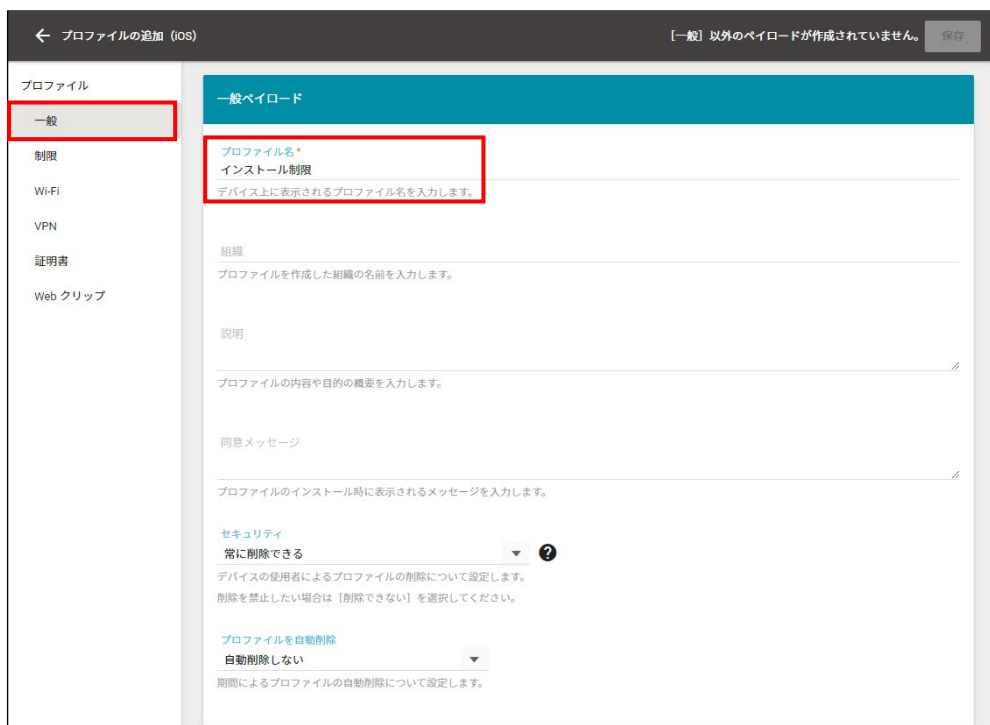 プロファイルの追加（iOS）
［一般］以外のペイロードが作成されていません。
保存
プロファイル
一般
制限
Wi-Fi
VPN
証明書
Web クリップ
一般ペイロード
プロファイル名*
インストール制限
デバイス上に表示されるプロファイル名を入力します。
組織
プロファイルを作成した組織の名前を入力します。
説明
プロファイルの内容や目的の概要を入力します。
同意メッセージ
プロファイルのインストール時に表示されるメッセージを入力します。
セキュリティ
常に削除できる
デバイスの使用者によるプロファイルの削除について設定します。
削除を禁止したい場合は［削除できない］を選択してください。
プロファイルを自動削除
自動削除しない
期間によるプロファイルの自動削除について設定します。